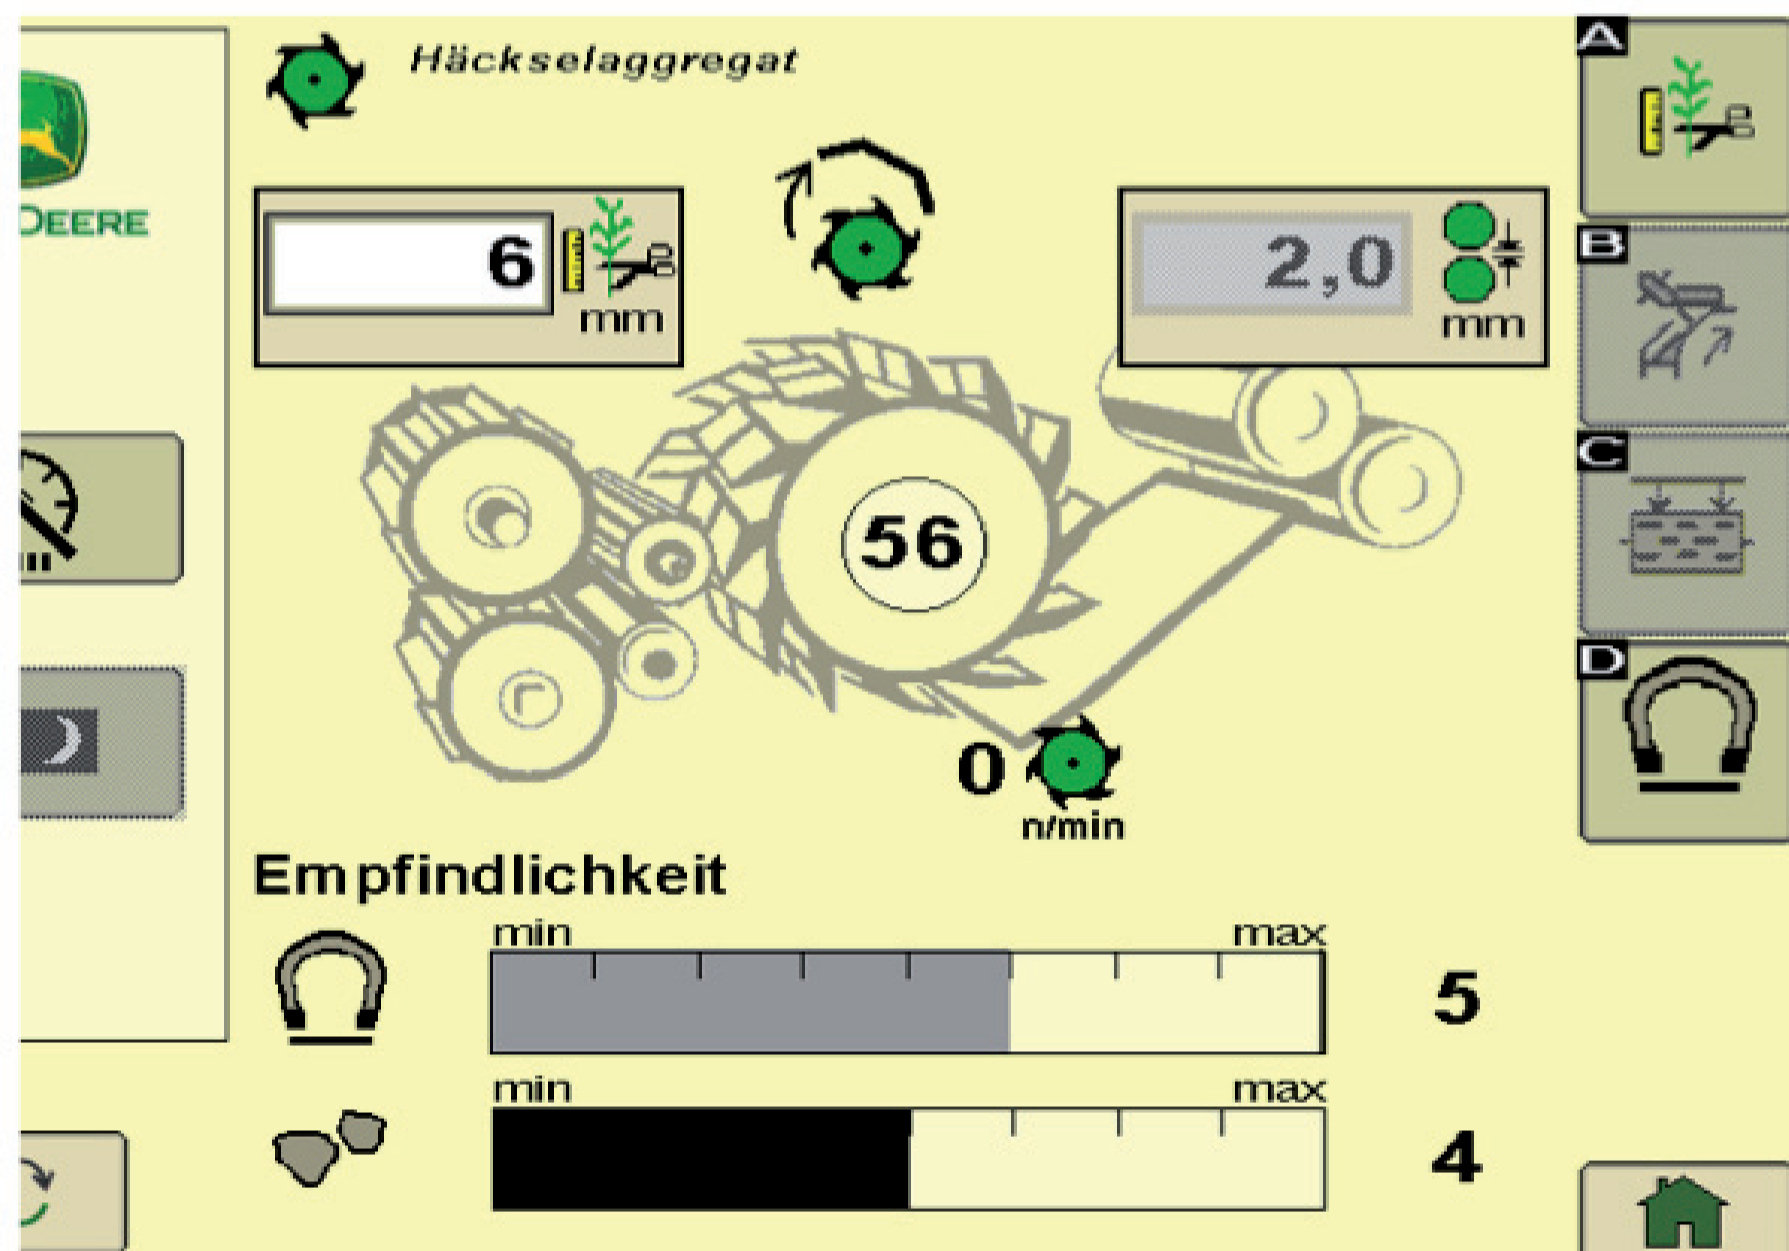 Häckselaggregat
DEERE
6
mm
2,0
mm
56
0
n/min
Empfindlichkeit
min max
5
min max
4
A
B
C
D